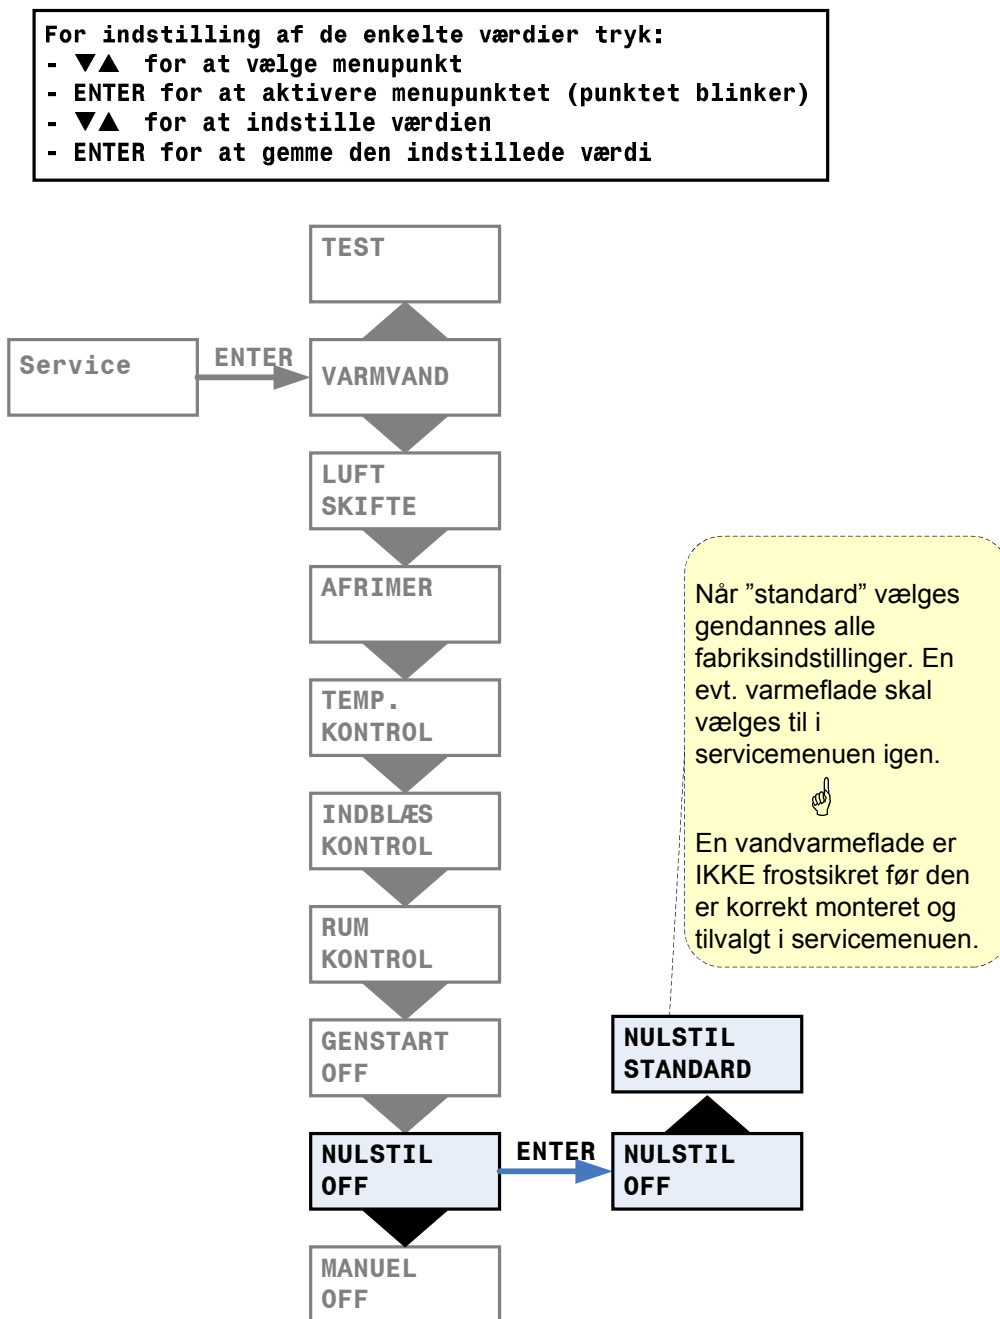 For indstilling af de enkelte værdier tryk:
- ▼▲ for at vælge menupunkt
- ENTER for at aktivere menupunktet (punktet blinker)
- ▼▲ for at indstille værdien
- ENTER for at gemme den indstillede værdi
TEST
Service
ENTER
VARMVAND
LUFT
SKIFTE
AFRIMER
TEMP.
KONTROL
INDBLÆS
KONTROL
RUM
KONTROL
GENSTART
OFF
NULSTIL
OFF
ENTER
NULSTIL
OFF
NULSTIL
STANDARD
MANUEL
OFF
Når ”standard” vælges
gendannes alle
fabriksindstillinger. En
evt. varmeflade skal
vælges til i
servicemenuen igen.
☝
En vandvarmeflade er
IKKE frostsikret før den
er korrekt monteret og
tilvalgt i servicemenuen.